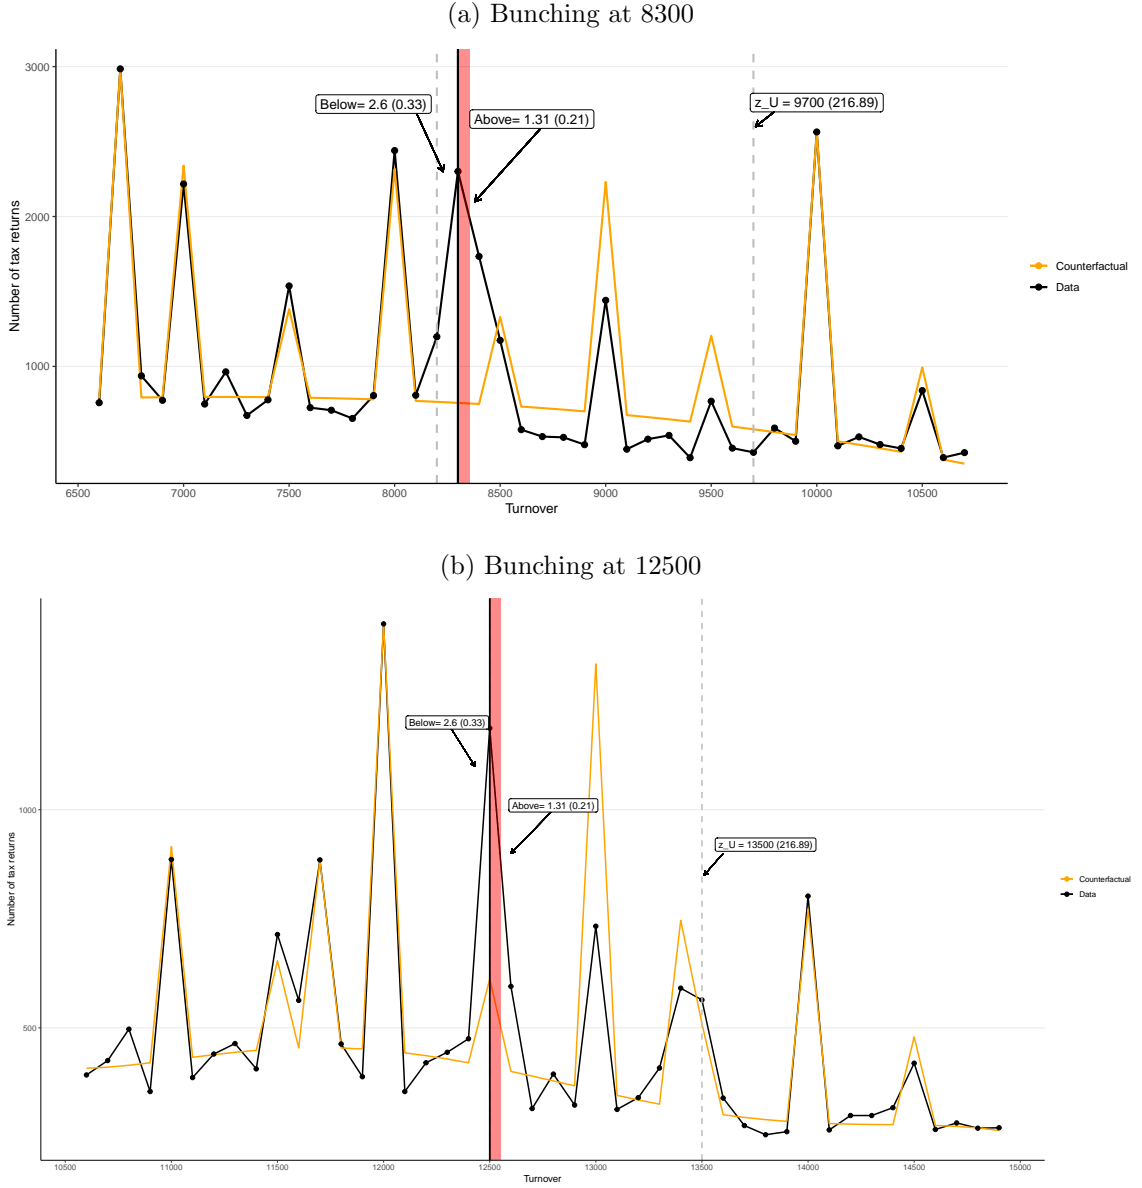 (a) Bunching at 8300
3000
2000
1000
Number of tax returns
Below= 2.6 (0.33)
Above= 1.31 (0.21)
z_U = 9700 (216.89)
Counterfactual
Data
6500 7000 7500 8000 8500 9000 9500 10000 10500
Turnover
(b) Bunching at 12500
1000
500
Number of tax returns
Below= 2.6 (0.33)
Above= 1.31 (0.21)
z_U = 13500 (216.89)
Counterfactual
Data
10500 11000 11500 12000 12500 13000 13500 14000 14500 15000
Turnover